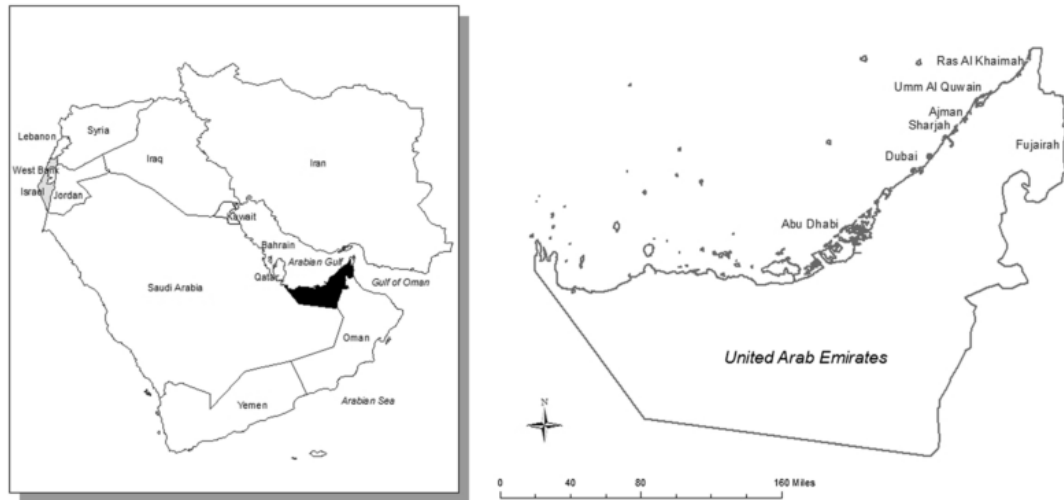 Lebanon
Syria
West Bank
Israel
Jordan
Iraq
Iran
Kuwait
Bahrain
Arabian Gulf
Qatar
Gulf of Oman
Saudi Arabia
Oman
Yemen
Arabian Sea
Ras Al Khaimah
Umm Al Quwain
Ajman
Sharjah
Fujairah
Dubai
Abu Dhabi
United Arab Emirates
N
0 20 40 80 120 160 Miles